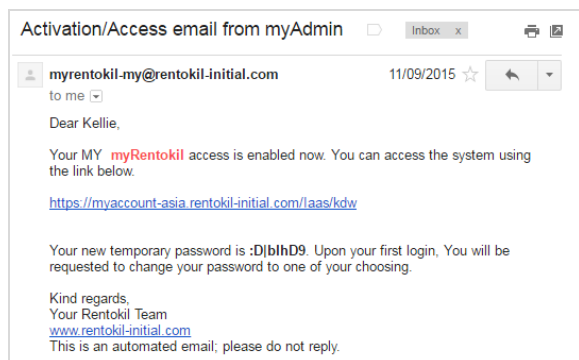 Activation/Access email from myAdmin
Inbox x
myrentokil-my@rentokil-initial.com 11/09/2015
to me
Dear Kellie,
Your MY myRentokil access is enabled now. You can access the system using
the link below.
https://myaccount-asia.rentokil-initial.com/Iaas/kdw
Your new temporary password is :D|blhD9. Upon your first login, You will be
requested to change your password to one of your choosing.
Kind regards,
Your Rentokil Team
www.rentokil-initial.com
This is an automated email; please do not reply.